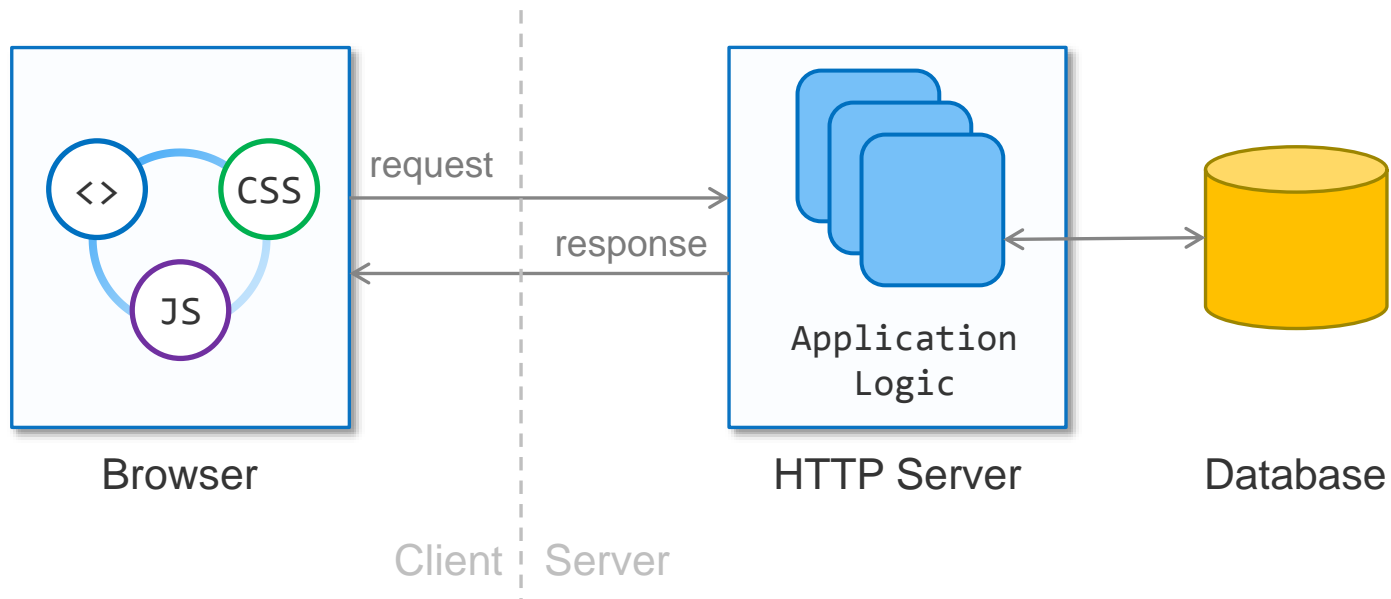 <>
CSS
JS
request
response
Application
Logic
Browser
HTTP Server
Database
Client
Server